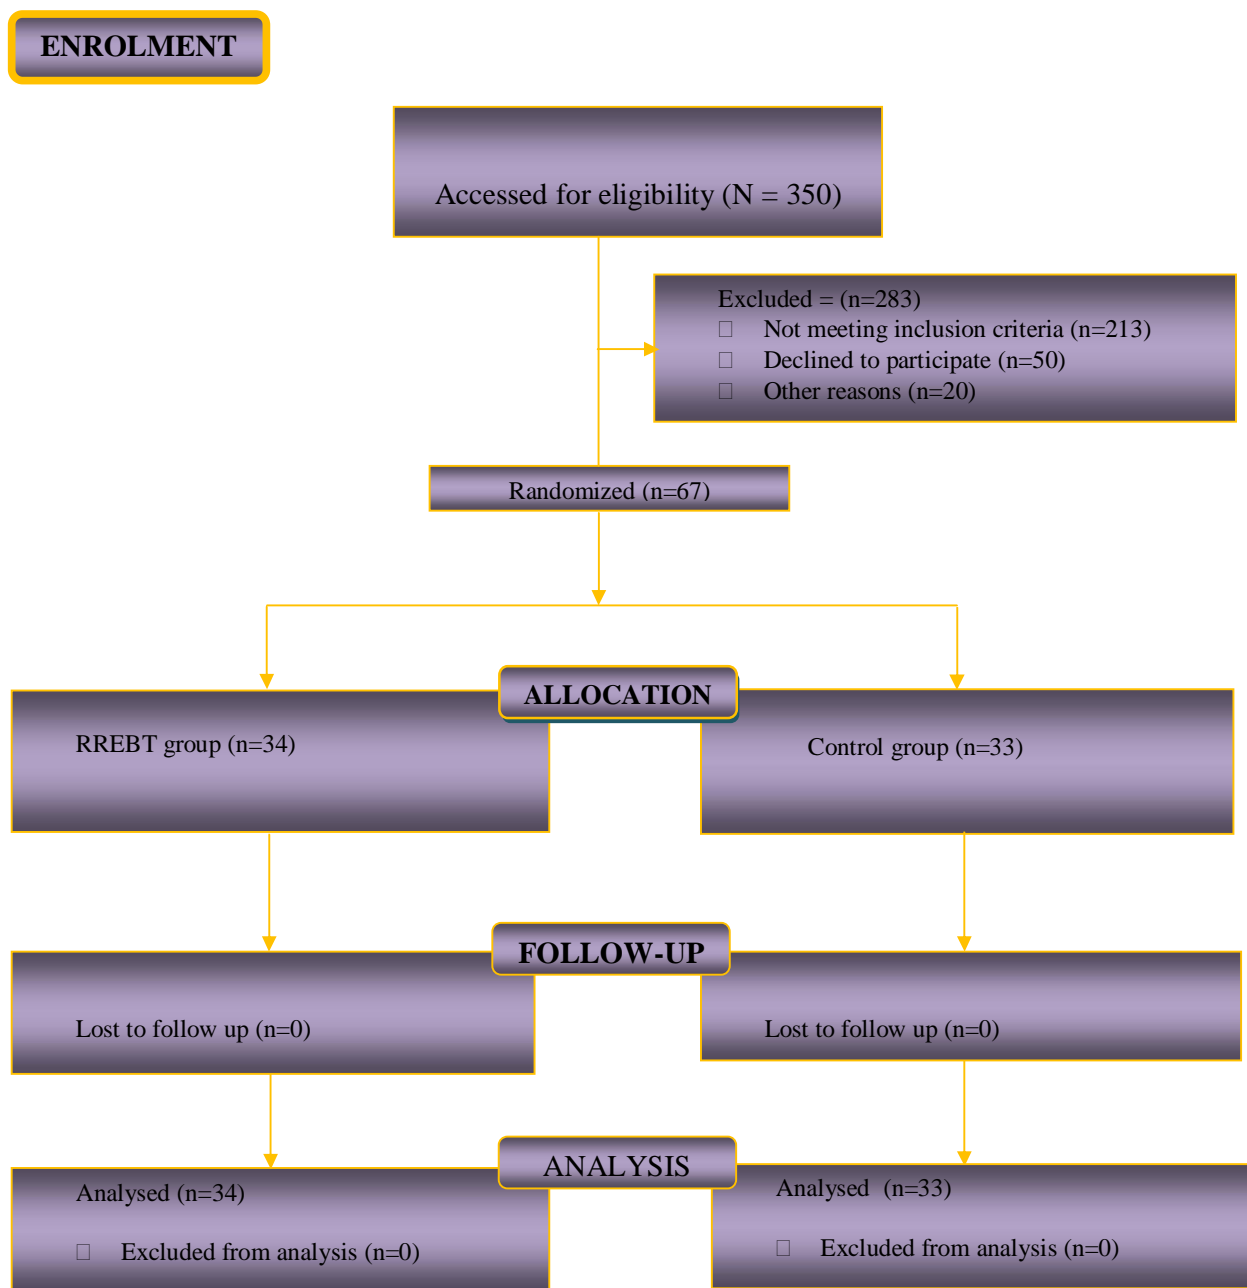 ENROLMENT
Accessed for eligibility (N = 350)
Excluded = (n=283)
Not meeting inclusion criteria (n=213)
Declined to participate (n=50)
Other reasons (n=20)
Randomized (n=67)
ALLOCATION
RREBT group (n=34)
Control group (n=33)
FOLLOW-UP
Lost to follow up (n=0)
Lost to follow up (n=0)
ANALYSIS
Analysed (n=34)
Excluded from analysis (n=0)
Analysed (n=33)
Excluded from analysis (n=0)